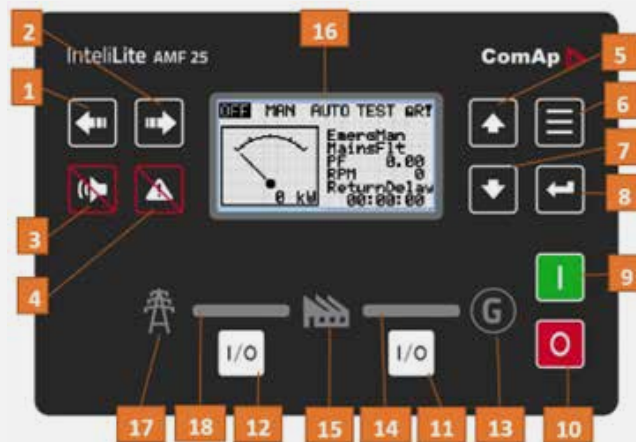 2
16
InteliLite AMF 25
ComAp
5
1
6
OFF MAN AUTO TEST
EmergMan
MainsFlt
PF 0.00
RPM 0
ReturnDelay
0 kW 00:00:00
7
3
8
4
9
I
G
I/O
I/O
O
17
18
12
15
14
11
13
10